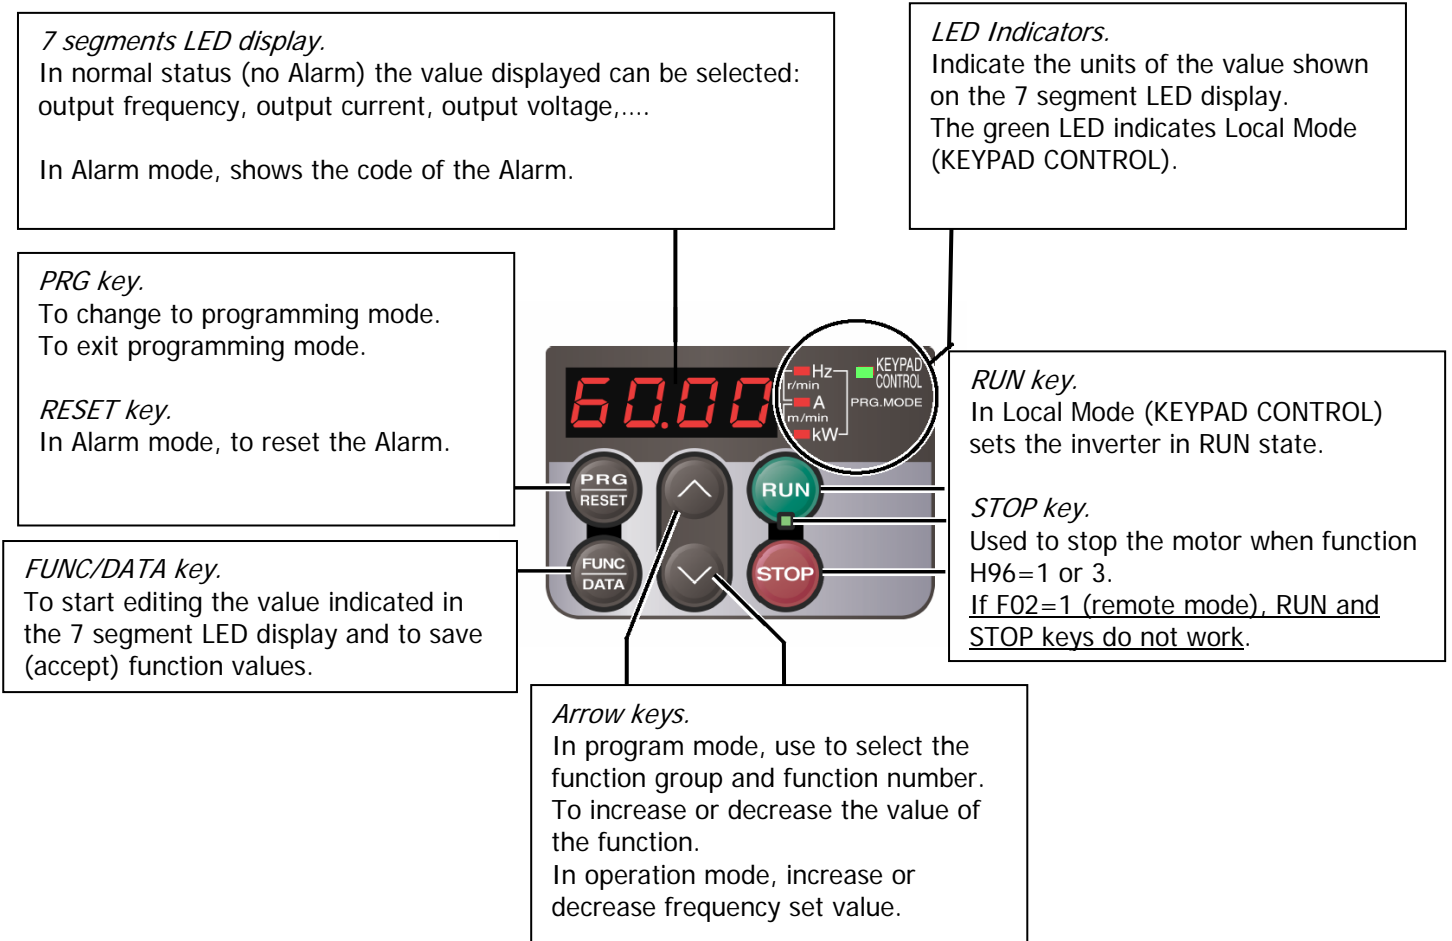 7 segments LED display.
In normal status (no Alarm) the value displayed can be selected:
output frequency, output current, output voltage,....
In Alarm mode, shows the code of the Alarm.
LED Indicators.
Indicate the units of the value shown
on the 7 segment LED display.
The green LED indicates Local Mode
(KEYPAD CONTROL).
PRG key.
To change to programming mode.
To exit programming mode.
RESET key.
In Alarm mode, to reset the Alarm.
60.00
Hz
r/min
A
m/min
kW
KEYPAD
CONTROL
PRG.MODE
PRG
RESET
RUN
FUNC
DATA
STOP
RUN key.
In Local Mode (KEYPAD CONTROL)
sets the inverter in RUN state.
STOP key.
Used to stop the motor when function
H96=1 or 3.
If F02=1 (remote mode), RUN and
STOP keys do not work.
FUNC/DATA key.
To start editing the value indicated in
the 7 segment LED display and to save
(accept) function values.
Arrow keys.
In program mode, use to select the
function group and function number.
To increase or decrease the value of
the function.
In operation mode, increase or
decrease frequency set value.